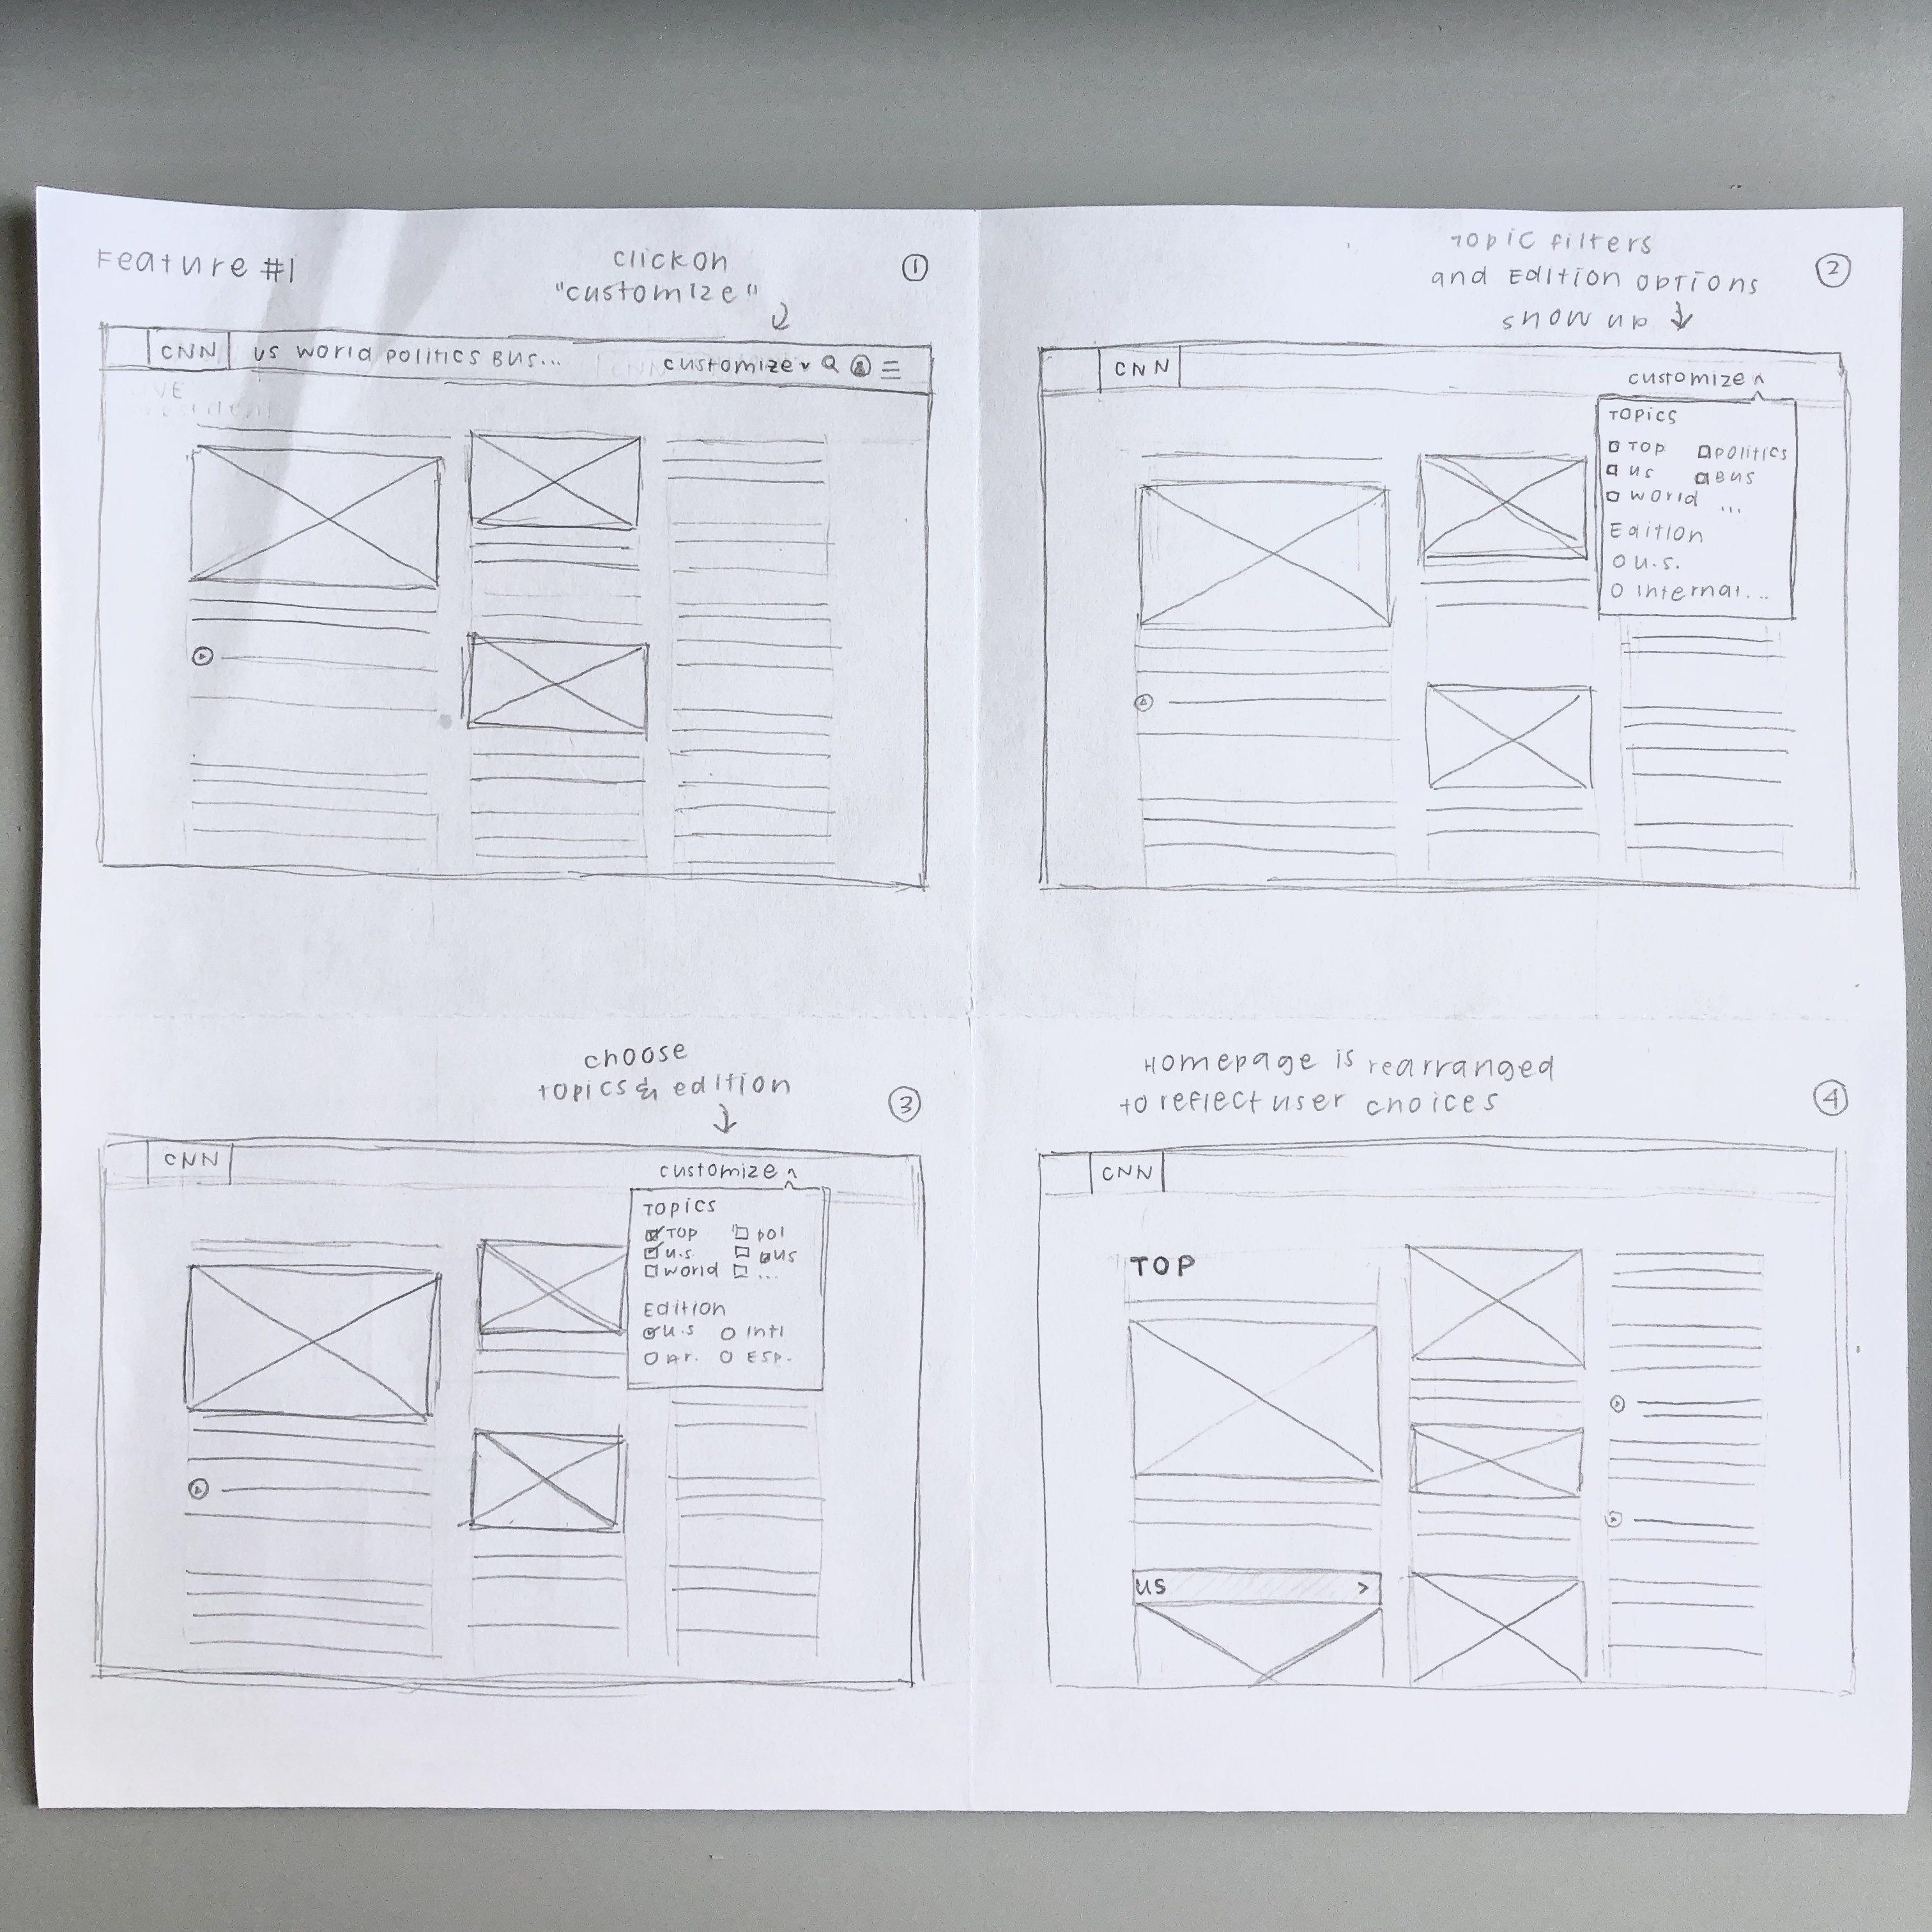 Feature #1
click on
"customize"
1
CNN
us world politics Bus...
customize
topic filters
and Edition options
show up
2
CNN
customize
Topics
Top
politics
us
Bus
world
...
Edition
u.s.
Internat...
choose
topics & edition
3
CNN
customize
Topics
Top
pol
u.s
Bus
world
...
Edition
u.s
Intl
Ar.
Esp.
Homepage is rearranged
to reflect user choices
4
CNN
TOP
US
>